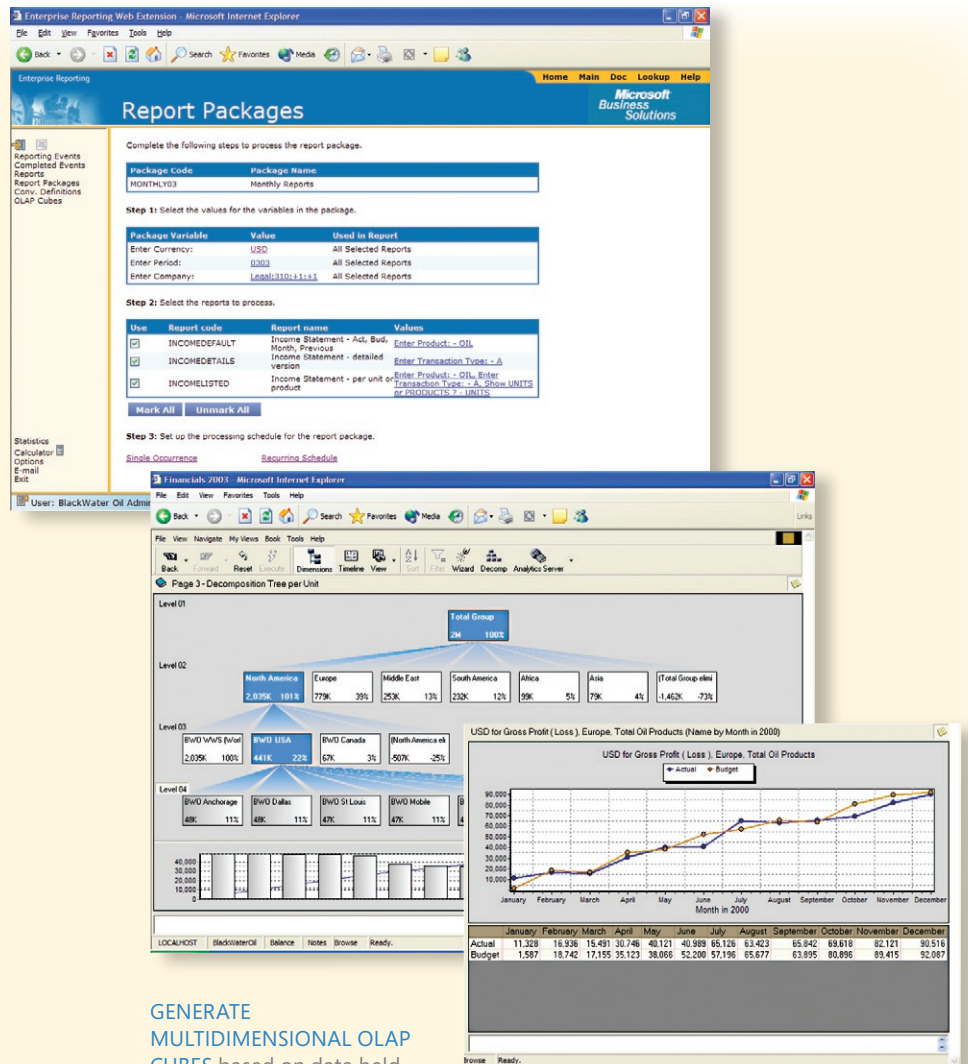 Enterprise Reporting Web Extension - Microsoft Internet Explorer
File Edit View Favorites Tools Help
Back Search Favorites Media
Enterprise Reporting
Home Main Doc Lookup Help
Report Packages
Microsoft
Business
Solutions
Reporting Events
Completed Events
Reports
Report Packages
Conv. Definitions
OLAP Cubes
Complete the following steps to process the report package.
Package Code Package Name
MONTHLY03 Monthly Reports
Step 1: Select the values for the variables in the package.
Package Variable Value Used in Report
Enter Currency: USD All Selected Reports
Enter Period: 0303 All Selected Reports
Enter Company: Legal:310:+1:+1 All Selected Reports
Step 2: Select the reports to process.
Use Report code Report name Values
INCOMEDEFAULT Income Statement - Act, Bud, Month, Previous Enter Product: - OIL
INCOMEDETAILS Income Statement - detailed version Enter Transaction Type: - A
INCOMELISTED Income Statement - per unit or product Enter Product: - OIL, Enter Transaction Type: - A, Show UNITS or PRODUCTS ? - UNITS
Mark All Unmark All
Step 3: Set up the processing schedule for the report package.
Single Occurrence Recurring Schedule
Statistics
Calculator
Options
E-mail
Exit
User: BlackWater Oil Admin
Financials 2003 - Microsoft Internet Explorer
File Edit View Favorites Tools Help
Back Search Favorites Media Links
File View Navigate My Views Book Tools Help
Back Forward Reset Execute Dimensions Timeline View Sort Filter Wizard Decomp Analytics Server
Page 3 - Decomposition Tree per Unit
Level 01
Total Group
2M 100%
Level 02
North America Europe Middle East South America Africa Asia (Total Group elimi
2,035K 101% 779K 39% 253K 13% 232K 12% 99K 5% 79K 4% -1,462K -73%
Level 03
BWO WWS (Worl BWO USA BWO Canada (North America eli
2,035K 100% 441K 22% 67K 3% -507K -25%
Level 04
BWO Anchorage BWO Dallas BWO St Louis BWO Mobile
48K 11% 48K 11% 47K 11% 47K 11%
40,000
30,000
20,000
10,000
0
LOCALHOST BlackWaterOil Balance Notes Browse Ready.
USD for Gross Profit ( Loss ), Europe, Total Oil Products (Name by Month in 2000)
USD for Gross Profit ( Loss ), Europe, Total Oil Products
Actual Budget
90,000
80,000
70,000
60,000
50,000
40,000
30,000
20,000
10,000
January February March April May June July August September October November December
Month in 2000
January February March April May June July August September October November December
Actual 11,328 16,936 15,491 30,746 40,121 40,989 65,126 63,423 65,842 69,618 82,121 90,516
Budget 1,587 18,742 17,155 35,123 38,066 52,200 57,196 65,677 63,895 80,896 89,415 92,087
Browse Ready.
GENERATE
MULTIDIMENSIONAL OLAP
CUBES based on data held